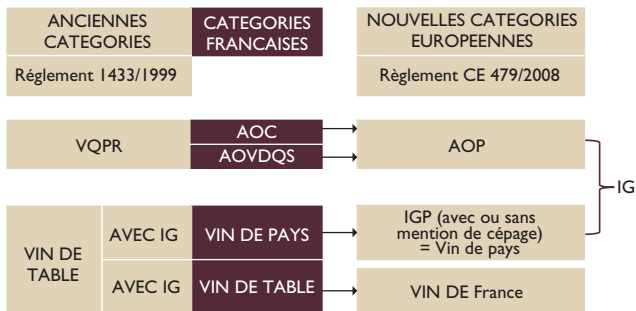 ANCIENNES
CATEGORIES
CATEGORIES
FRANCAISES
NOUVELLES CATEGORIES
EUROPEENNES
Réglement 1433/1999
Règlement CE 479/2008
VQPR
AOC
AOVDQS
AOP
IG
VIN DE
TABLE
AVEC IG
VIN DE PAYS
IGP (avec ou sans
mention de cépage)
= Vin de pays
AVEC IG
VIN DE TABLE
VIN DE France